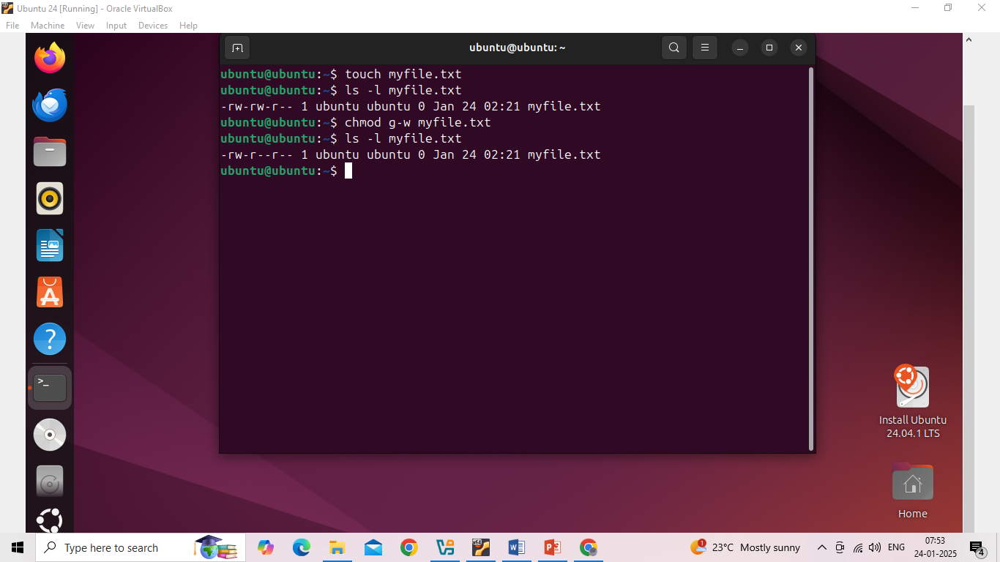 Ubuntu 24 [Running] - Oracle VirtualBox
File Machine View Input Devices Help
ubuntu@ubuntu: ~
ubuntu@ubuntu:~$ touch myfile.txt
ubuntu@ubuntu:~$ ls -l myfile.txt
-rw-rw-r-- 1 ubuntu ubuntu 0 Jan 24 02:21 myfile.txt
ubuntu@ubuntu:~$ chmod g-w myfile.txt
ubuntu@ubuntu:~$ ls -l myfile.txt
-rw-r--r-- 1 ubuntu ubuntu 0 Jan 24 02:21 myfile.txt
ubuntu@ubuntu:~$
Install Ubuntu
24.04.1 LTS
Home
Type here to search
1
23°C Mostly sunny
ENG
07:53
24-01-2025
4